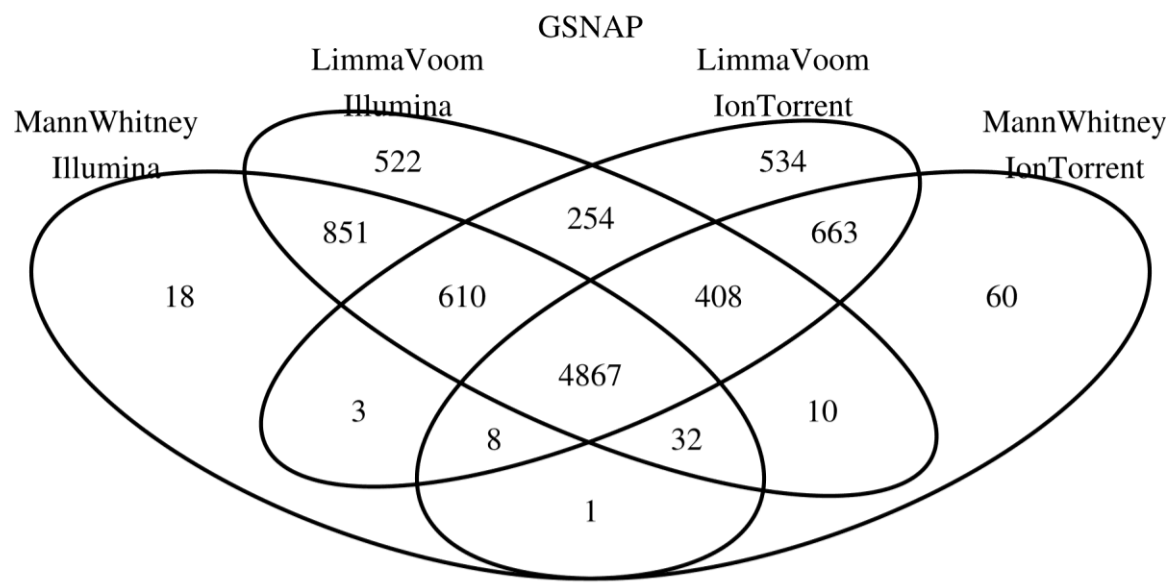 GSNAP
LimmaVoom
Illumina
LimmaVoom
IonTorrent
MannWhitney
Illumina
MannWhitney
IonTorrent
522
534
851
254
663
18
610
408
60
4867
3
10
8
32
1